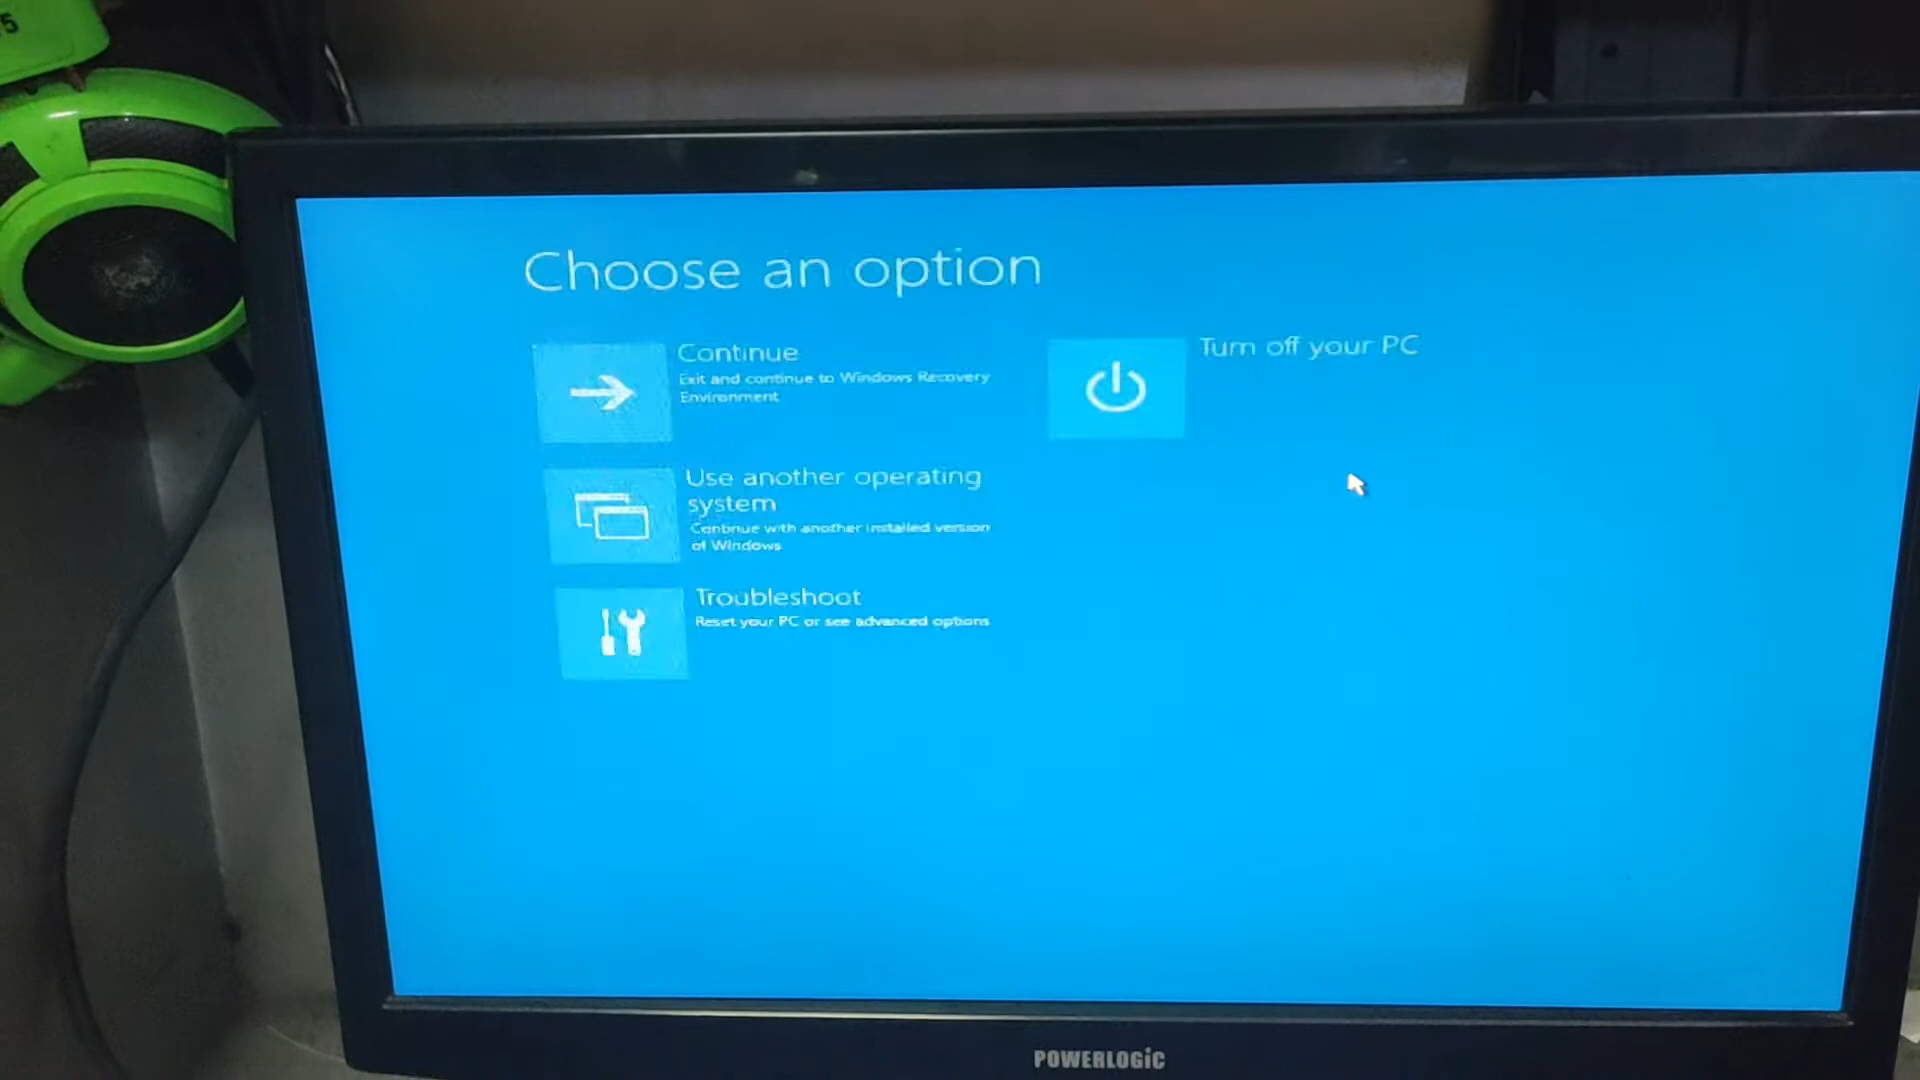 Choose an option
Continue
Exit and continue to Windows Recovery
Environment
Turn off your PC
Use another operating
system
Continue with another installed version
of Windows
Troubleshoot
Reset your PC or see advanced options
POWERLOGiC